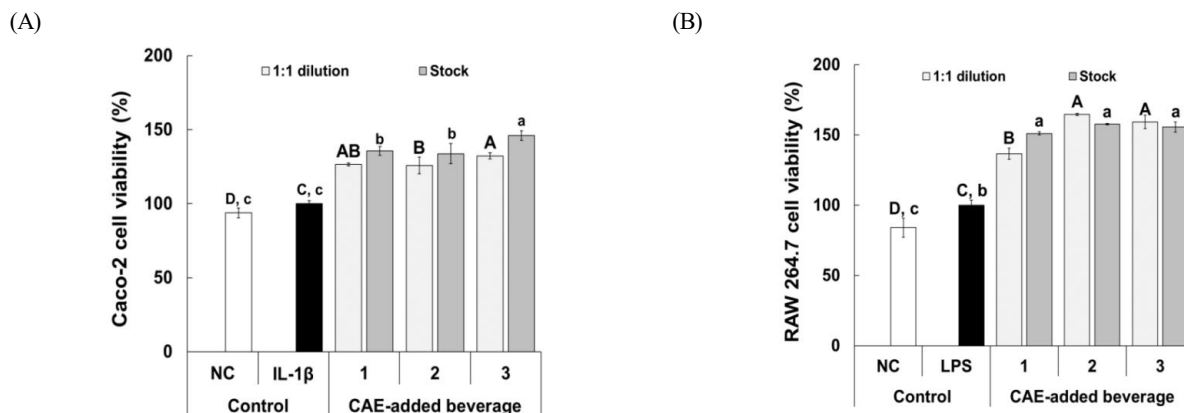 (A)
Caco-2 cell viability (%)
200
150
100
50
0
1:1 dilution
Stock
D, c
C, c
AB
b
B
b
A
a
NC
IL-1β
1
2
3
Control
CAE-added beverage
(B)
RAW 264.7 cell viability (%)
200
150
100
50
0
1:1 dilution
Stock
D, c
C, b
B
a
A
a
A
a
NC
LPS
1
2
3
Control
CAE-added beverage